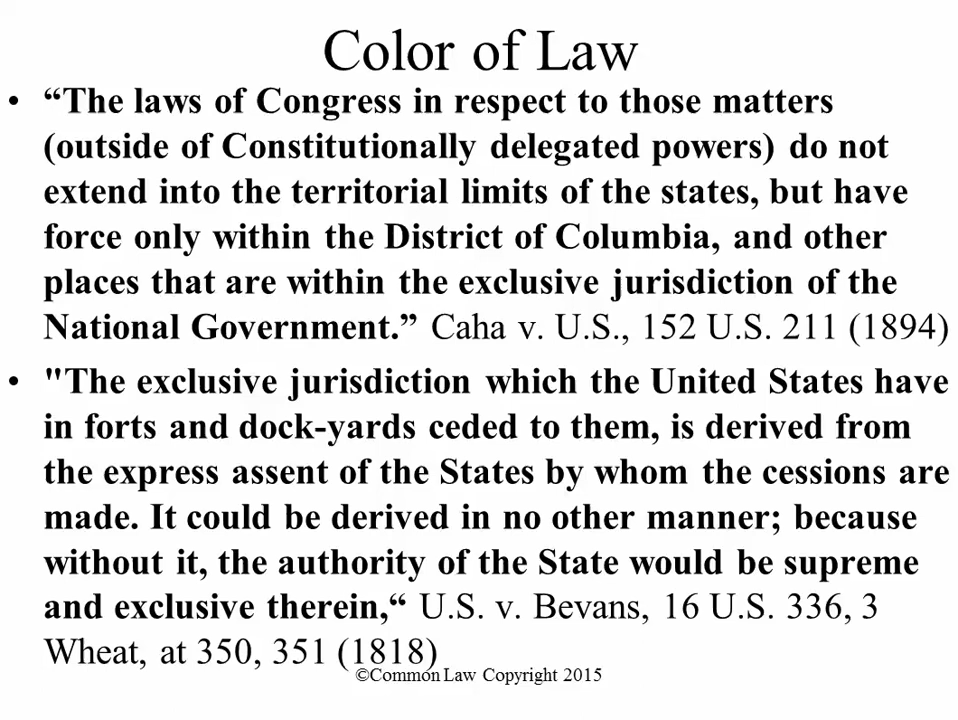 Color of Law
• “The laws of Congress in respect to those matters
(outside of Constitutionally delegated powers) do not
extend into the territorial limits of the states, but have
force only within the District of Columbia, and other
places that are within the exclusive jurisdiction of the
National Government.” Caha v. U.S., 152 U.S. 211 (1894)
• "The exclusive jurisdiction which the United States have
in forts and dock-yards ceded to them, is derived from
the express assent of the States by whom the cessions are
made. It could be derived in no other manner; because
without it, the authority of the State would be supreme
and exclusive therein,“ U.S. v. Bevans, 16 U.S. 336, 3
Wheat, at 350, 351 (1818)
©Common Law Copyright 2015